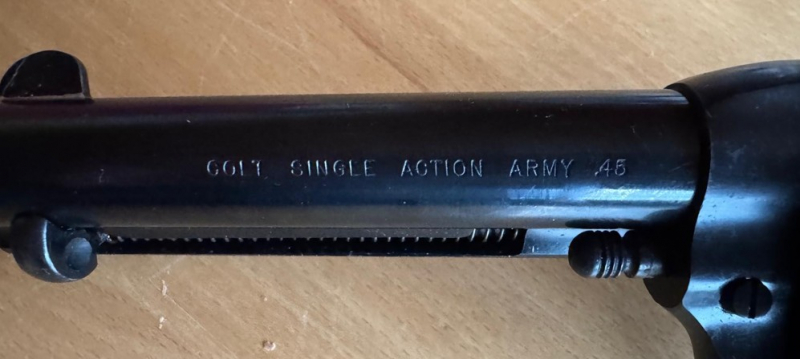 COLT SINGLE ACTION ARMY .45